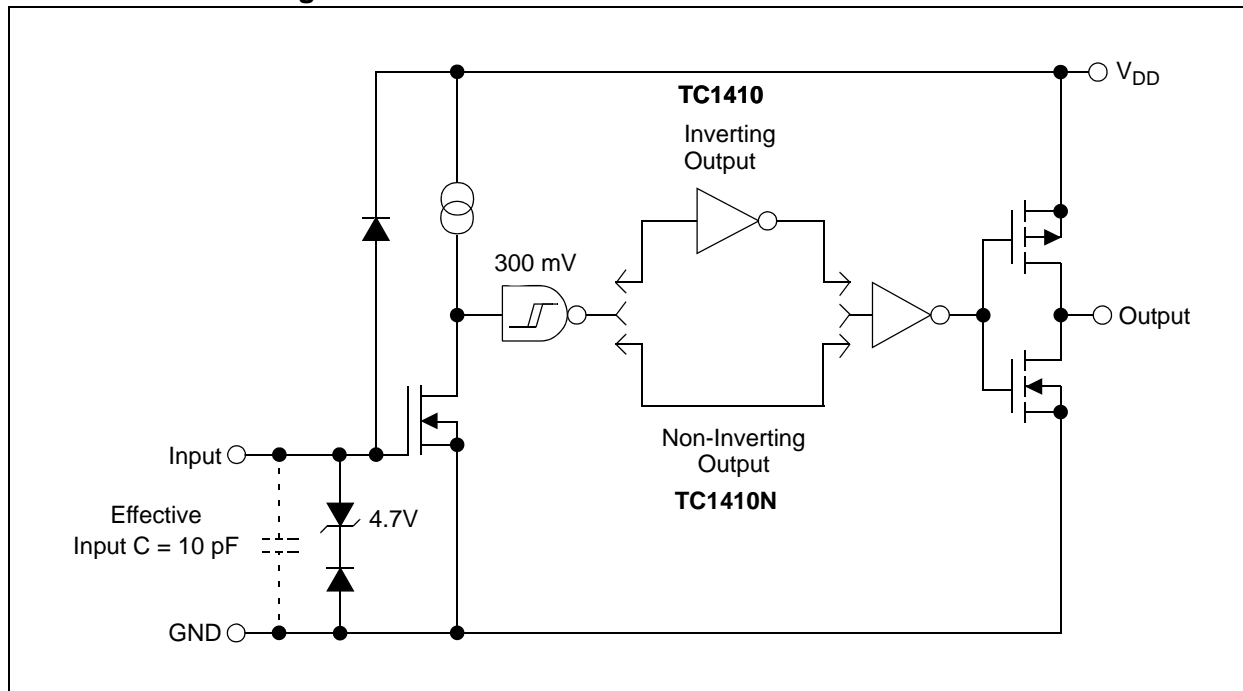 V_DD
TC1410
Inverting
Output
300 mV
Output
Input
Non-Inverting
Output
TC1410N
Effective
Input C = 10 pF
4.7V
GND